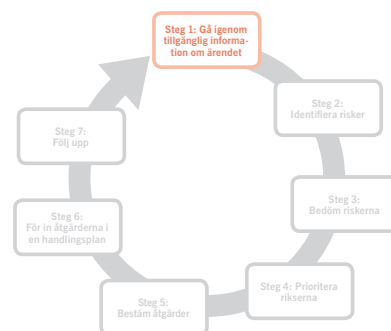 Steg 1: Gå igenom
tillgänglig informa-
tion om ärendet
Steg 2:
Identifiera risker
Steg 3:
Bedöm riskerna
Steg 4: Prioritera
rikserna
Steg 5:
Bestäm åtgärder
Steg 6:
För in åtgärderna i
en handlingsplan
Steg 7:
Följ upp